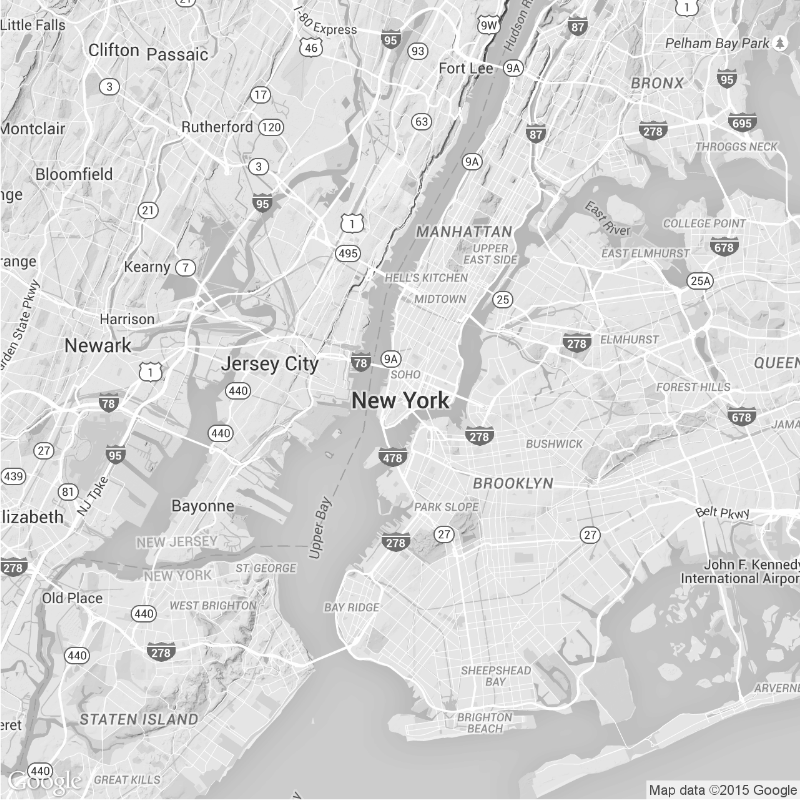 21
1
Little Falls
I-80 Express
9W
87
Hudson R
95
46
93
Pelham Bay Park
Clifton
Passaic
Fort Lee
9A
95
BRONX
3
17
63
87
278
695
Montclair
Rutherford
120
THROGGS NECK
3
9A
Bloomfield
95
21
1
MANHATTAN
East River
COLLEGE POINT
UPPER
EAST SIDE
678
495
EAST ELMHURST
Kearny
7
HELL'S KITCHEN
25A
MIDTOWN
25
Harrison
Newark
278
ELMHURST
Jersey City
78
9A
QUEEN
1
SOHO
FOREST HILLS
440
New York
78
678
440
278
BUSHWICK
JAMA
27
95
478
439
BROOKLYN
81
NJ Tpke
Bayonne
PARK SLOPE
Belt Pkwy
lizabeth
Upper Bay
27
27
NEW JERSEY
278
278
NEW YORK
ST. GEORGE
John F. Kennedy
International Airpor
Old Place
WEST BRIGHTON
BAY RIDGE
440
278
440
SHEEPSHEAD
BAY
ARVERNE
STATEN ISLAND
BRIGHTON
BEACH
440
Google
GREAT KILLS
Map data ©2015 Google